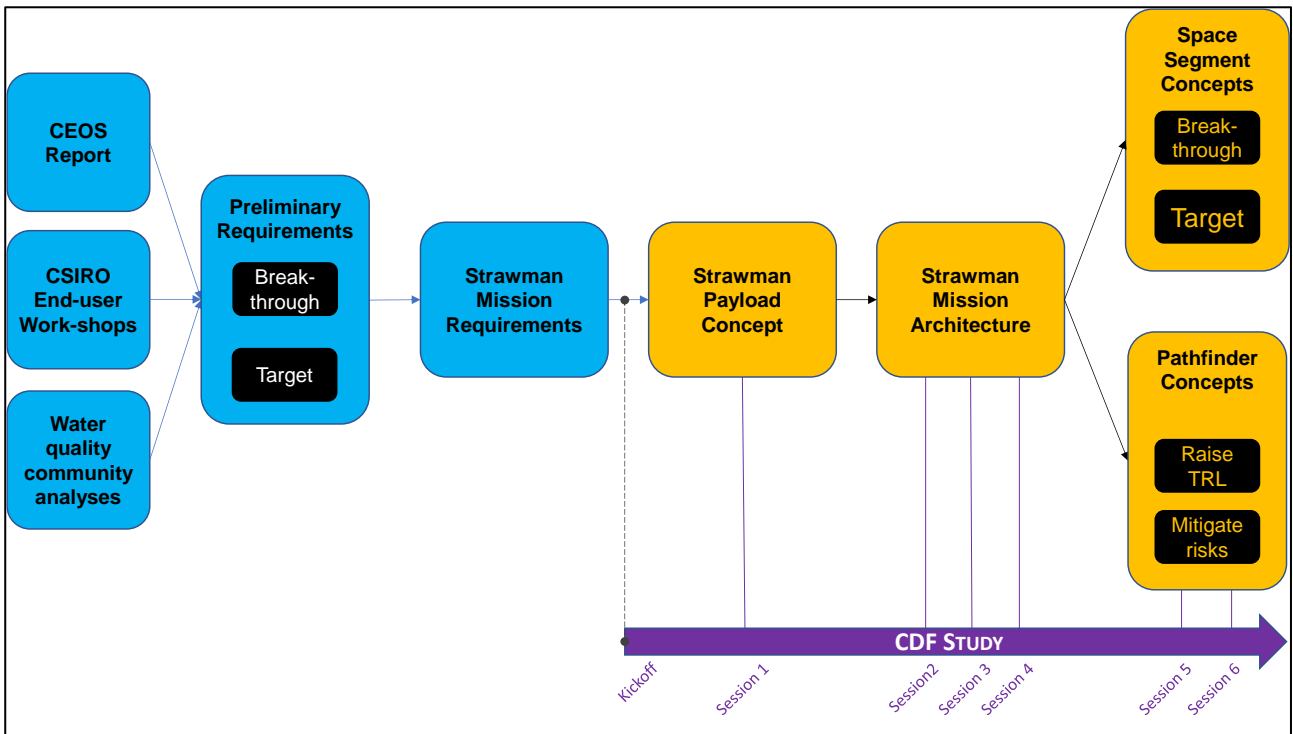 CEOS
Report
CSIRO
End-user
Work-shops
Water
quality
community
analyses
Preliminary
Requirements
Break-
through
Target
Strawman
Mission
Requirements
Strawman
Payload
Concept
Strawman
Mission
Architecture
Space
Segment
Concepts
Break-
through
Target
Pathfinder
Concepts
Raise
TRL
Mitigate
risks
CDF STUDY
Kickoff
Session 1
Session2
Session 3
Session 4
Session 5
Session 6